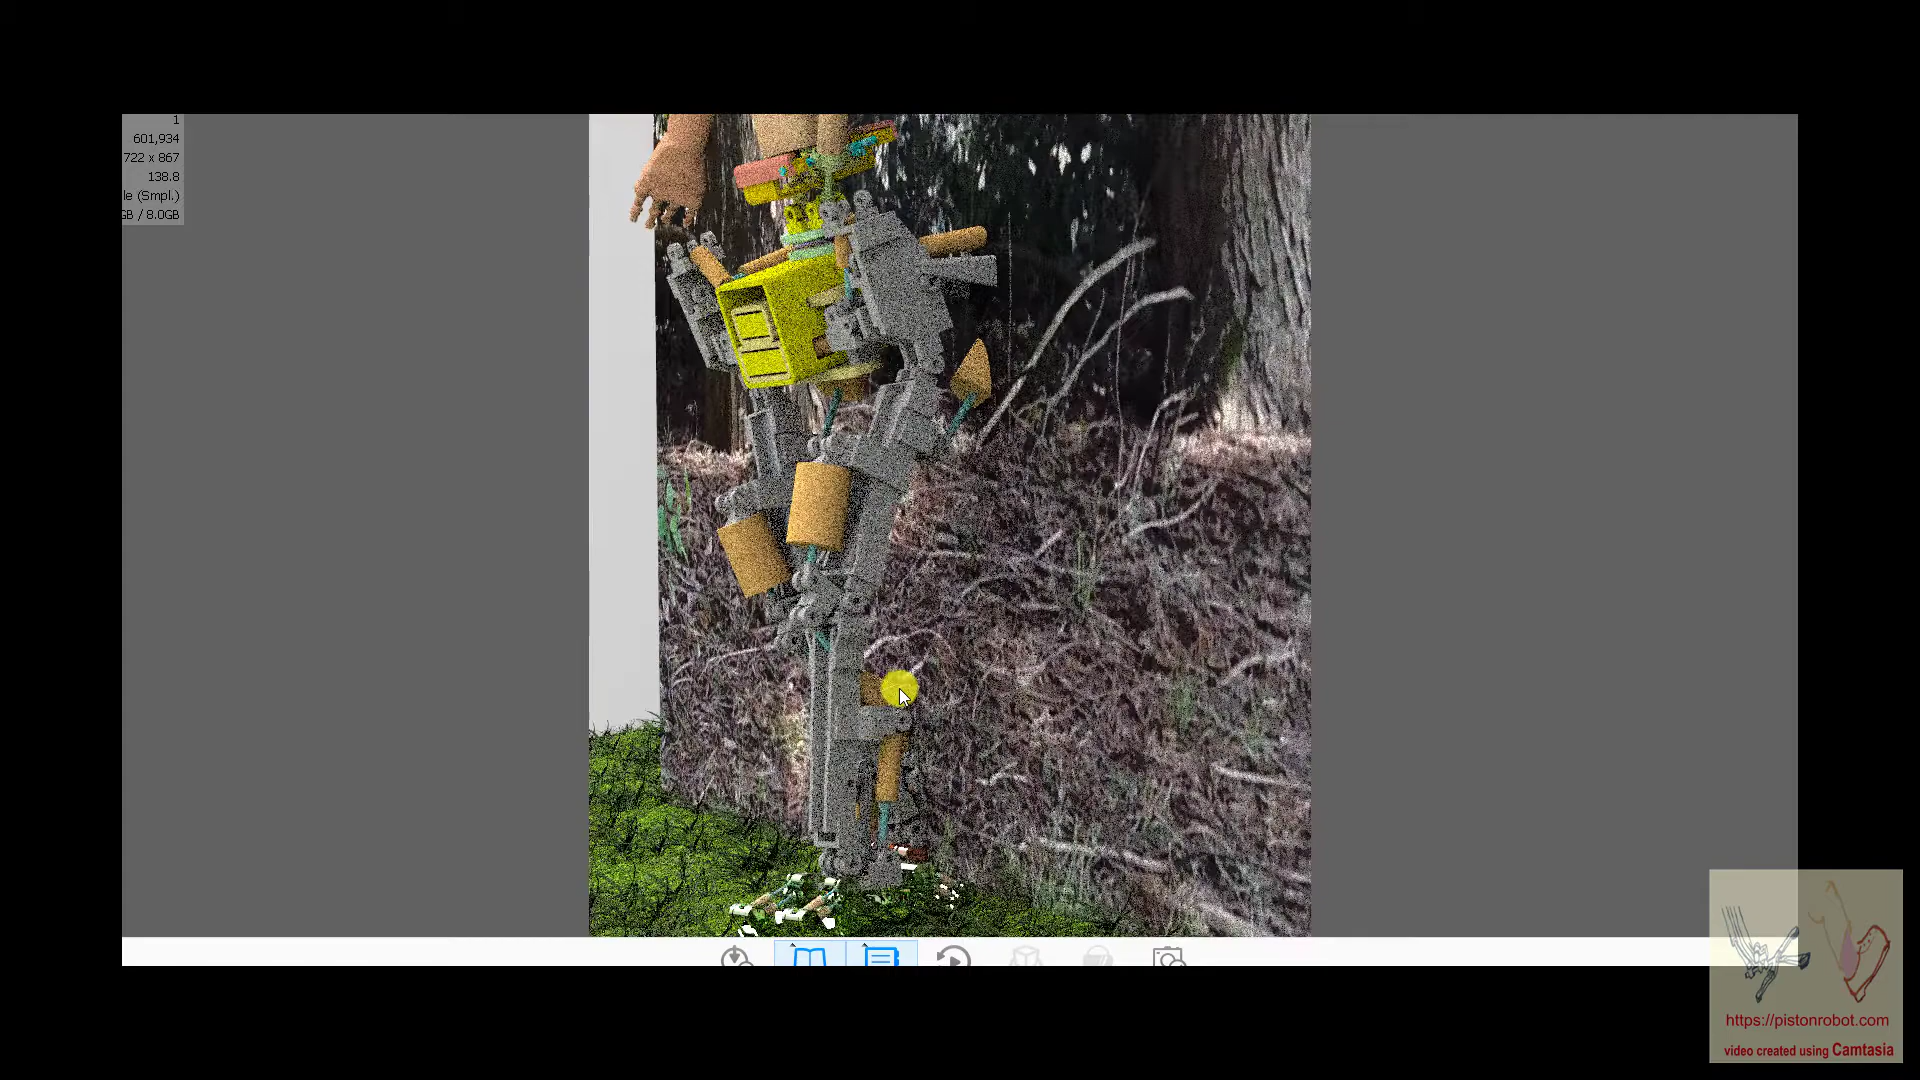 1
601,934
722 x 867
138.8
le (Smpl.)
GB / 8.0GB
https://pistonrobot.com
video created using Camtasia